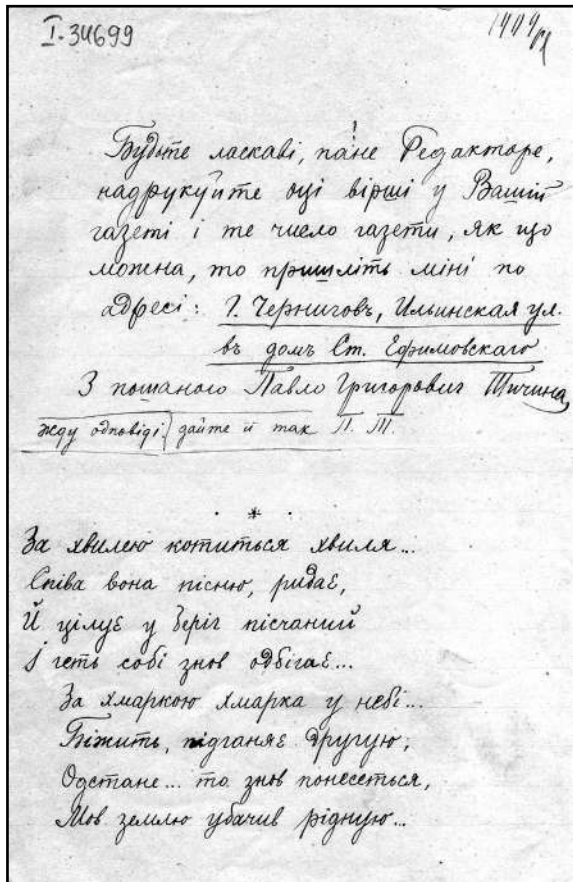 I.34699
1909
Будьте ласкаві, па́не Редакторе,
надрукуйте оці вірші у Вашій
газеті і те число газети, як що
можна, то пришліть міні по
адресі: Г. Черниговъ, Ильинская ул.
въ домъ Ст. Ефимовскаго
З пошаною Павло Григорович Тичина
жду одповіді. дайте й так П. Т.
*
За хвилею котиться хвиля...
Співа вона пісню, ридає,
Й цілує у беріг пісчаний
І геть собі знов одбігає...
За хмаркою хмарка у небі...
Біжить, підганяє другую,
Одстане... то знов понесеться,
Мов землю убачив рідную...